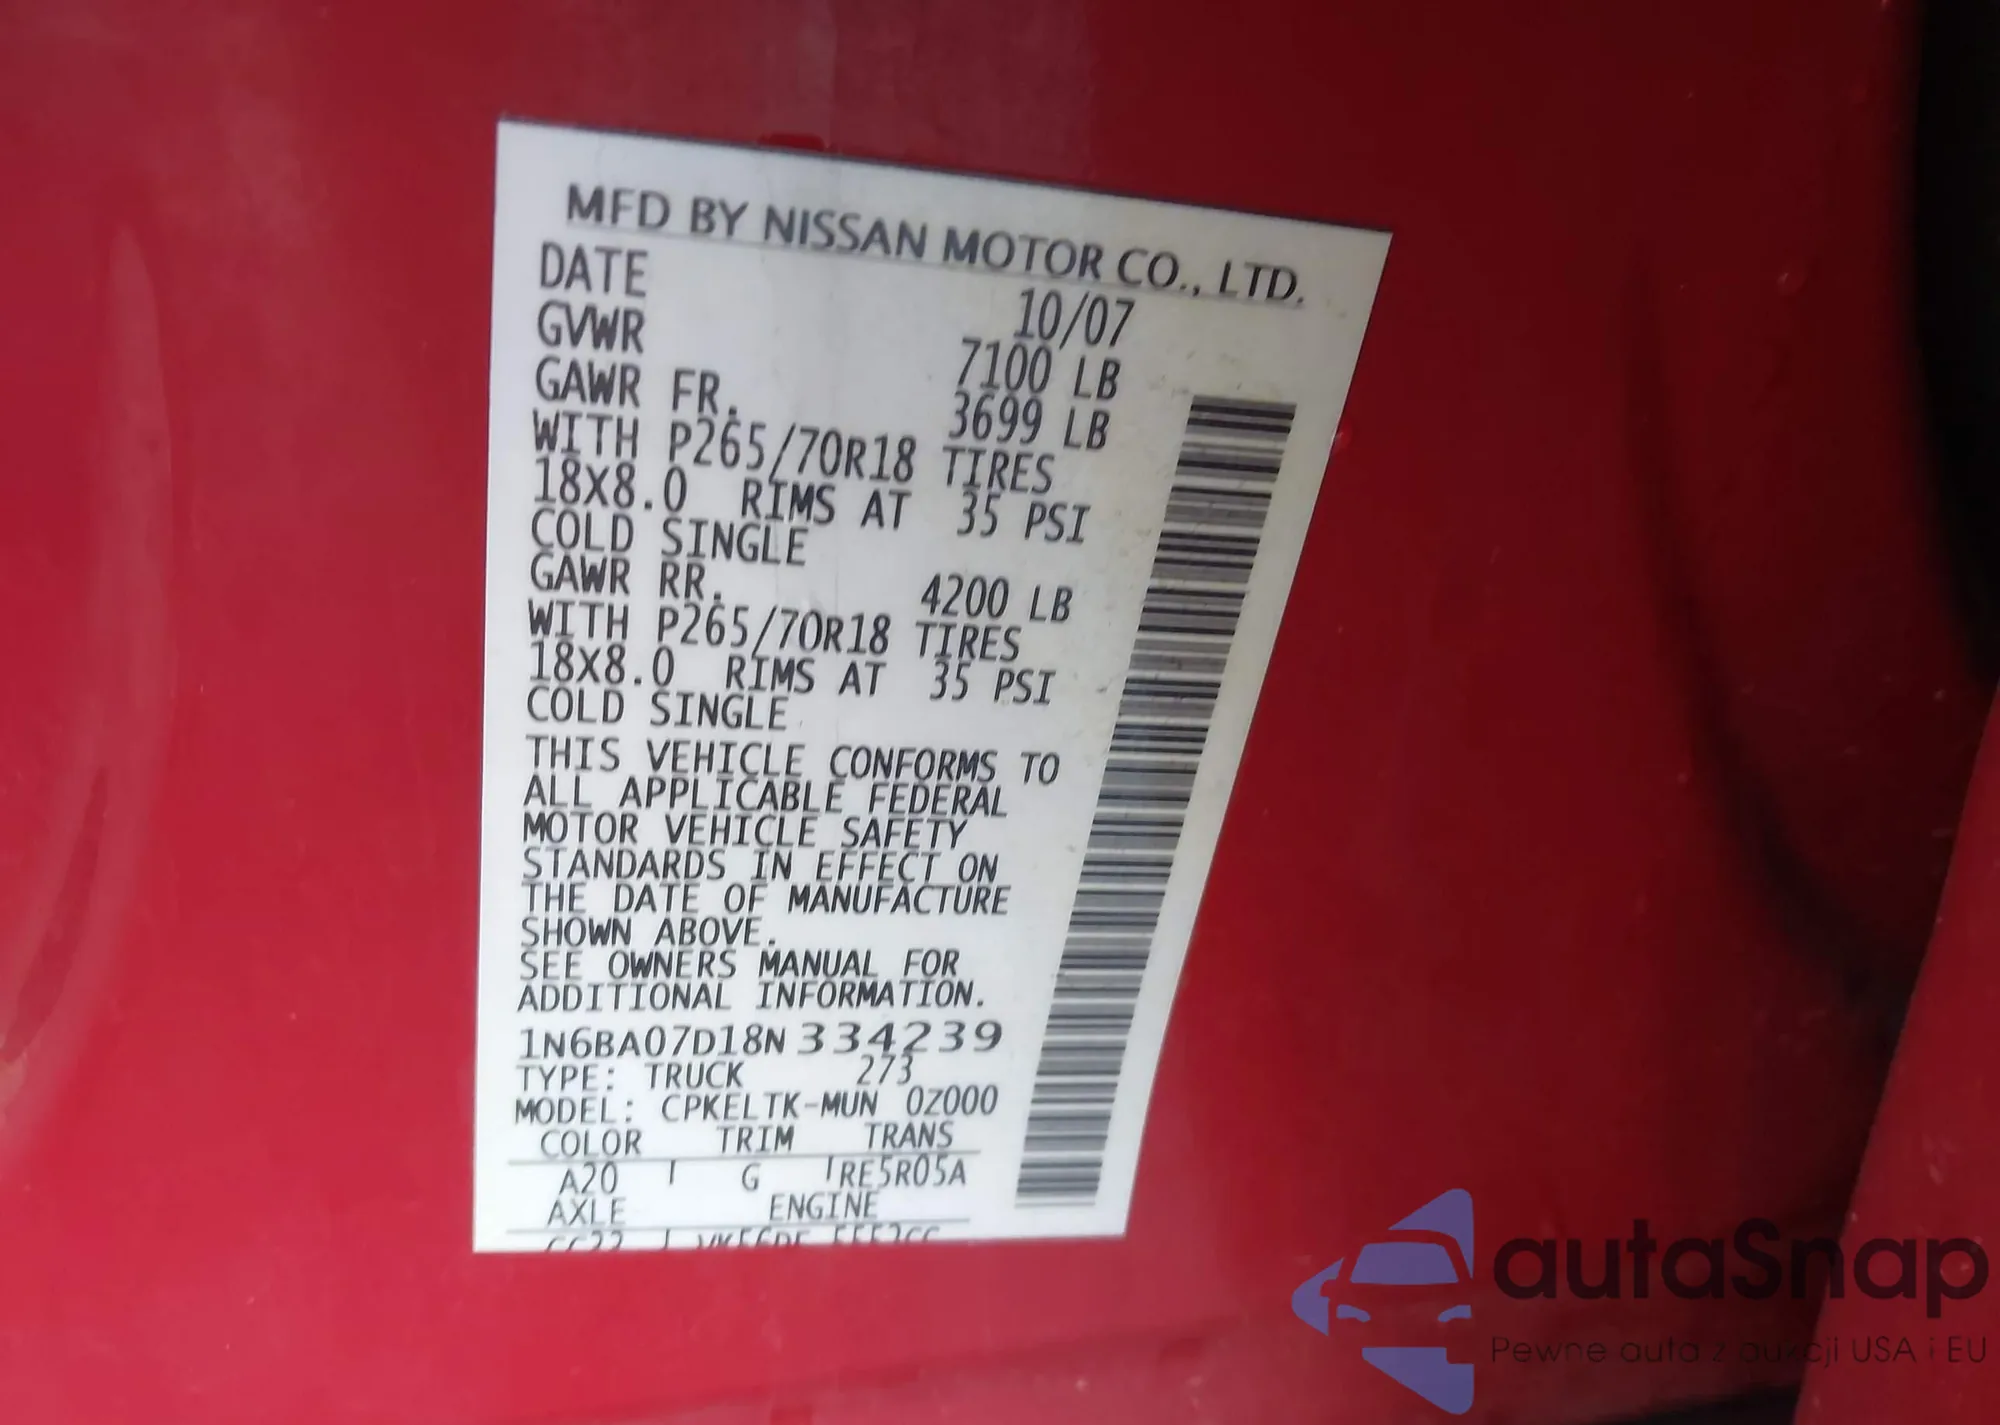 MFD BY NISSAN MOTOR CO., LTD.
DATE 10/07
GVWR 7100 LB
GAWR FR. 3699 LB
WITH P265/70R18 TIRES
18X8.0 RIMS AT 35 PSI
COLD SINGLE
GAWR RR. 4200 LB
WITH P265/70R18 TIRES
18X8.0 RIMS AT 35 PSI
COLD SINGLE
THIS VEHICLE CONFORMS TO
ALL APPLICABLE FEDERAL
MOTOR VEHICLE SAFETY
STANDARDS IN EFFECT ON
THE DATE OF MANUFACTURE
SHOWN ABOVE.
SEE OWNERS MANUAL FOR
ADDITIONAL INFORMATION.
1N6BA07D18N334239
TYPE: TRUCK 273
MODEL: CPKELTK-MUN 0Z000
COLOR TRIM TRANS
A20 G RE5R05A
AXLE ENGINE
autaSnap
Pewne auta z aukcji USA i EU